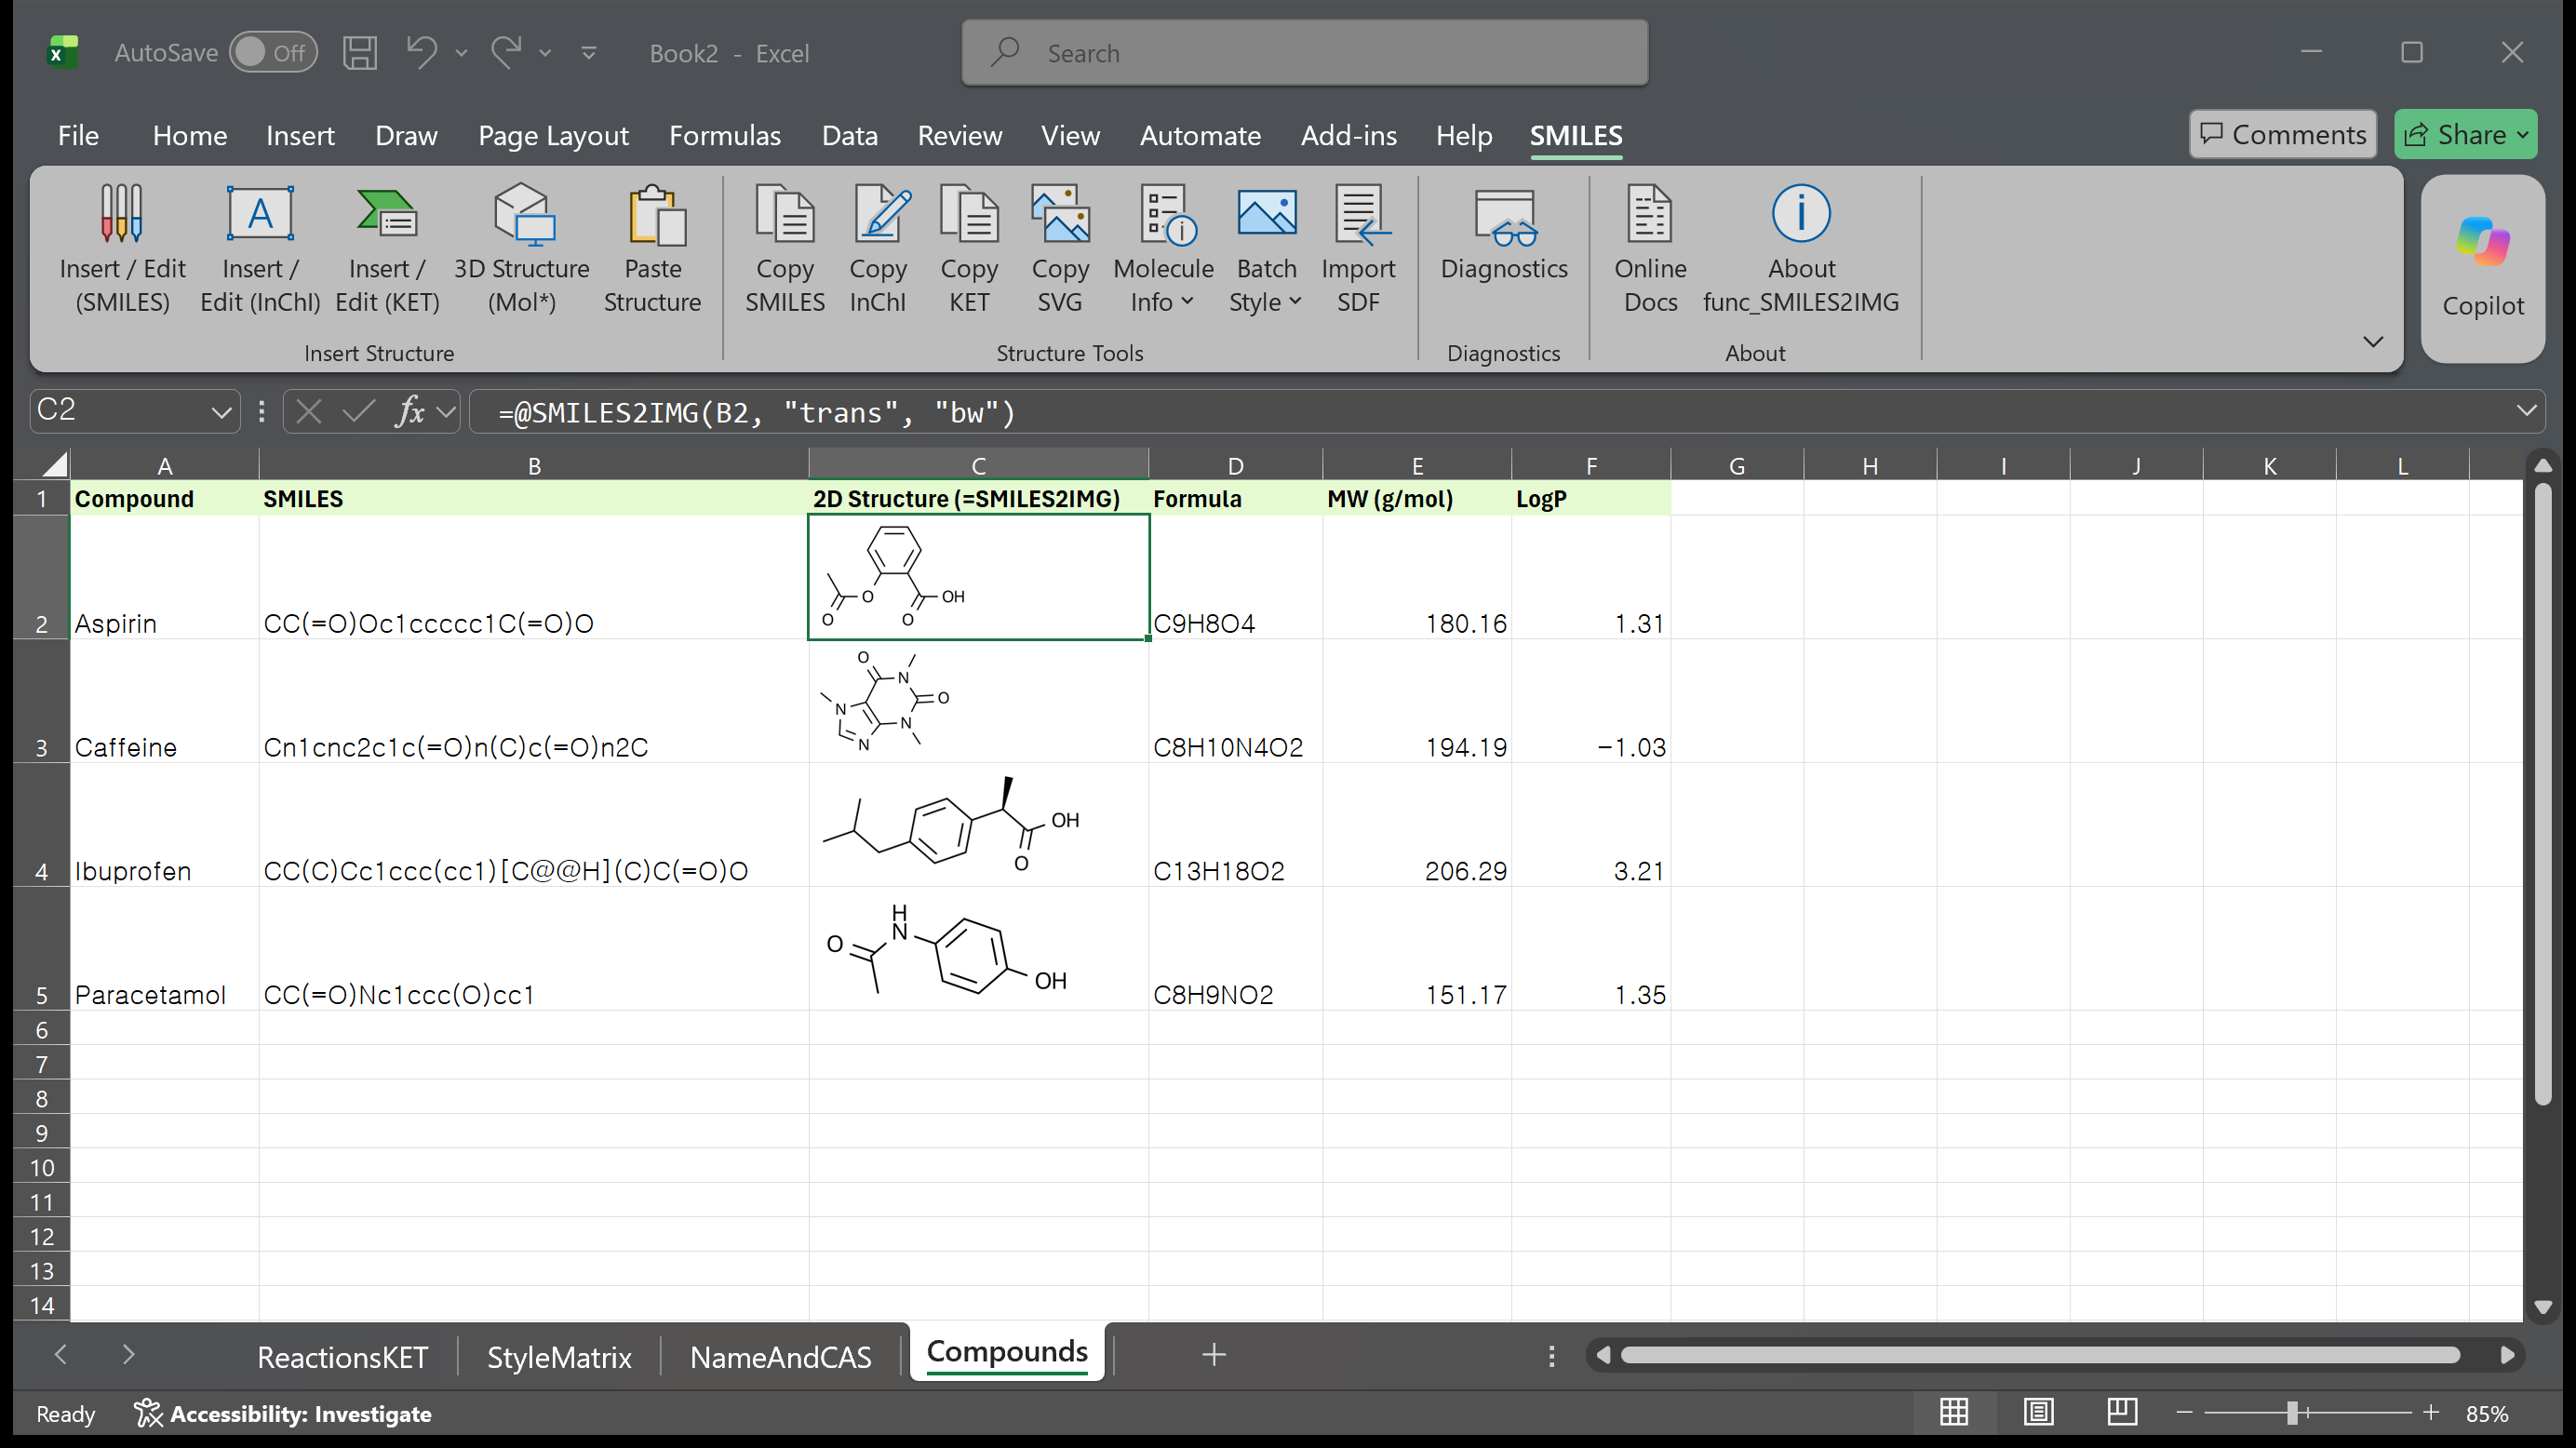 AutoSave Off Book2 - Excel Search
File Home Insert Draw Page Layout Formulas Data Review View Automate Add-ins Help SMILES Comments Share
Insert / Edit (SMILES)
Insert / Edit (InChI)
Insert / Edit (KET)
3D Structure (Mol*)
Paste Structure
Copy SMILES
Copy InChI
Copy KET
Copy SVG
Molecule Info
Batch Style
Import SDF
Diagnostics
Online Docs
About func_SMILES2IMG
Copilot
Insert Structure Structure Tools Diagnostics About
C2 fx =@SMILES2IMG(B2, "trans", "bw")
A B C D E F G H I J K L
1 Compound SMILES 2D Structure (=SMILES2IMG) Formula MW (g/mol) LogP
O O O OH
2 Aspirin CC(=O)Oc1ccccc1C(=O)O C9H8O4 180.16 1.31
O N O N N N
3 Caffeine Cn1cnc2c1c(=O)n(C)c(=O)n2C C8H10N4O2 194.19 -1.03
OH O
4 Ibuprofen CC(C)Cc1ccc(cc1)[C@@H](C)C(=O)O C13H18O2 206.29 3.21
H N O OH
5 Paracetamol CC(=O)Nc1ccc(O)cc1 C8H9NO2 151.17 1.35
6
7
8
9
10
11
12
13
14
ReactionsKET StyleMatrix NameAndCAS Compounds
Ready Accessibility: Investigate 85%